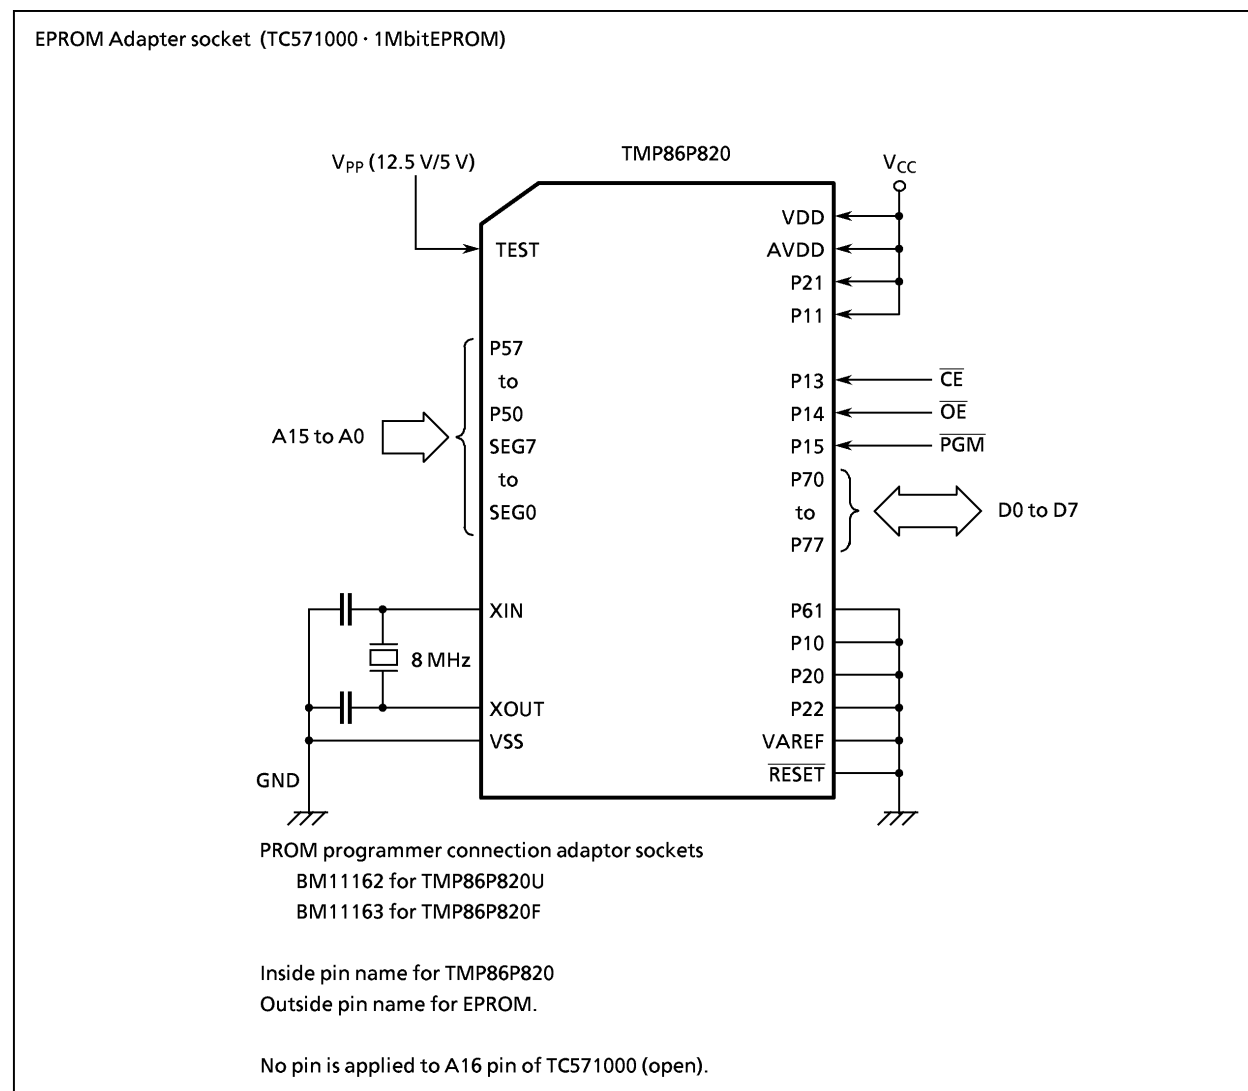 EPROM Adapter socket (TC571000 · 1MbitEPROM)
TMP86P820
VPP (12.5 V/5 V)
VCC
VDD
TEST
AVDD
P21
P11
P57
to
P50
SEG7
to
SEG0
A15 to A0
P13
CE
P14
OE
P15
PGM
P70
to
P77
D0 to D7
XIN
8 MHz
XOUT
VSS
GND
P61
P10
P20
P22
VAREF
RESET
PROM programmer connection adaptor sockets
BM11162 for TMP86P820U
BM11163 for TMP86P820F
Inside pin name for TMP86P820
Outside pin name for EPROM.
No pin is applied to A16 pin of TC571000 (open).